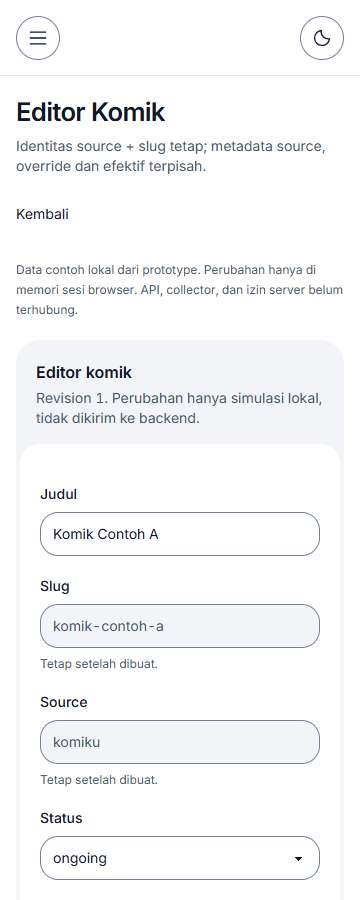 Editor Komik
Identitas source + slug tetap; metadata source,
override dan efektif terpisah.
Kembali
Data contoh lokal dari prototype. Perubahan hanya di
memori sesi browser. API, collector, dan izin server belum
terhubung.
Editor komik
Revision 1. Perubahan hanya simulasi lokal,
tidak dikirim ke backend.
Judul
Komik Contoh A
Slug
komik-contoh-a
Tetap setelah dibuat.
Source
komiku
Tetap setelah dibuat.
Status
ongoing